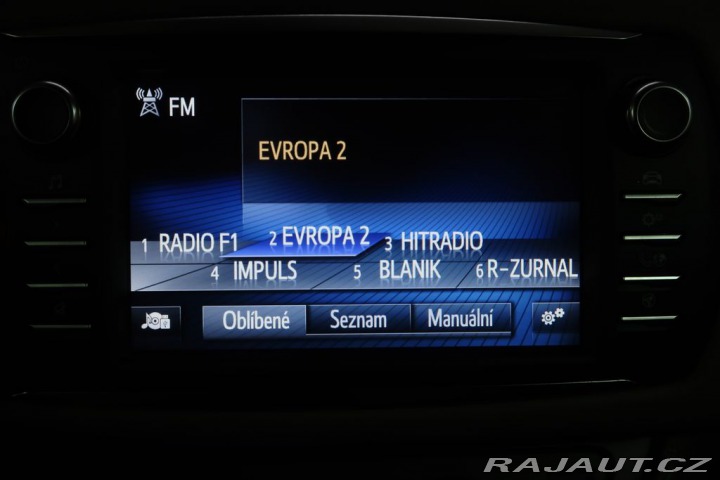 FM
EVROPA 2
1 RADIO F1 2 EVROPA 2 3 HITRADIO
4 IMPULS 5 BLANIK 6 R-ZURNAL
Oblíbené Seznam Manuální
RAJAUT.CZ